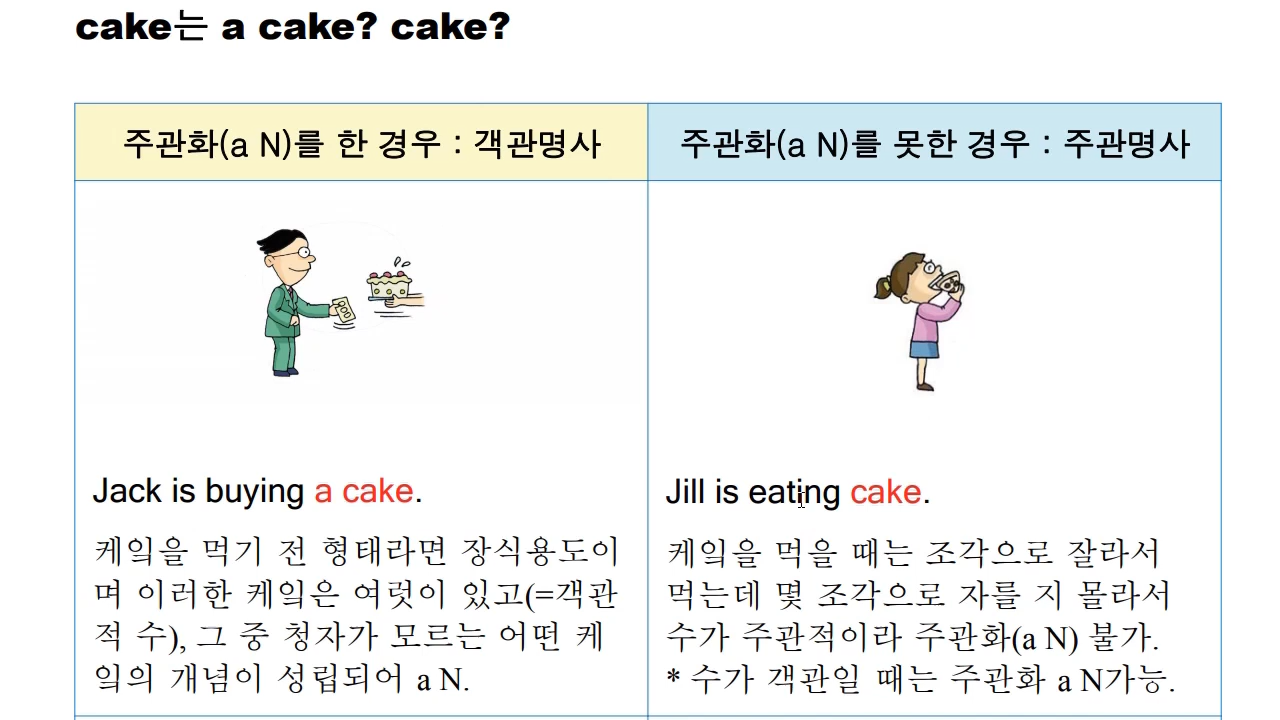 cake는 a cake? cake?
주관화(a N)를 한 경우 : 객관명사
주관화(a N)를 못한 경우 : 주관명사
Jack is buying a cake.
케잌을 먹기 전 형태라면 장식용도이
며 이러한 케잌은 여럿이 있고(=객관
적 수), 그 중 청자가 모르는 어떤 케
잌의 개념이 성립되어 a N.
Jill is eating cake.
케잌을 먹을 때는 조각으로 잘라서
먹는데 몇 조각으로 자를 지 몰라서
수가 주관적이라 주관화(a N) 불가.
* 수가 객관일 때는 주관화 a N가능.